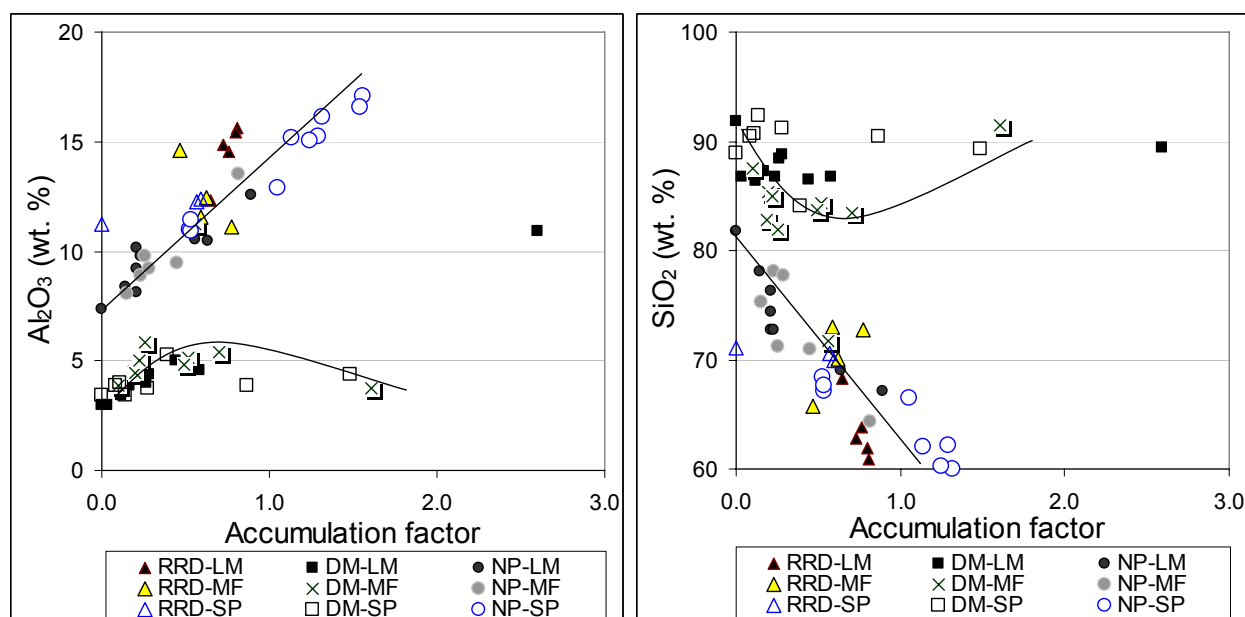 20
15
10
5
0
Al₂O₃ (wt. %)
0.0 1.0 2.0 3.0
Accumulation factor
RRD-LM DM-LM NP-LM
RRD-MF DM-MF NP-MF
RRD-SP DM-SP NP-SP
100
90
80
70
60
SiO₂ (wt. %)
0.0 1.0 2.0 3.0
Accumulation factor
RRD-LM DM-LM NP-LM
RRD-MF DM-MF NP-MF
RRD-SP DM-SP NP-SP